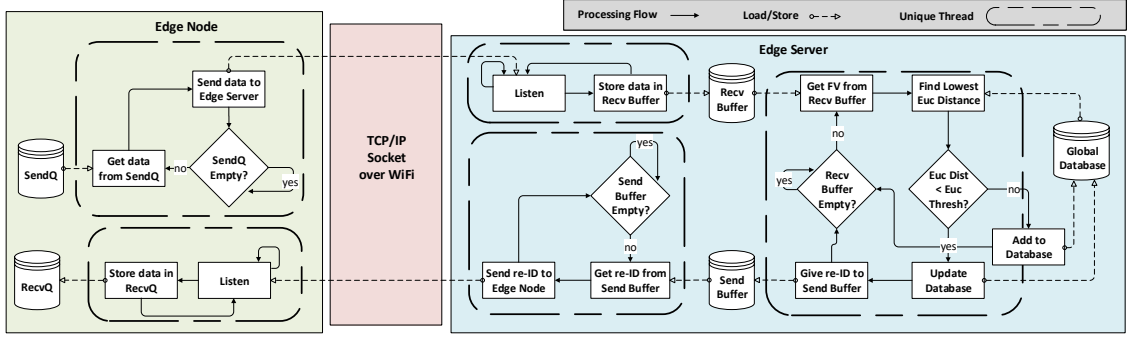 Processing Flow
Load/Store
Unique Thread
Edge Node
Send data to
Edge Server
SendQ
Empty?
yes
no
Get data
from SendQ
SendQ
RecvQ
Store data in
RecvQ
Listen
TCP/IP
Socket
over WiFi
Edge Server
Listen
Store data in
Recv Buffer
Recv
Buffer
Get FV from
Recv Buffer
Find Lowest
Euc Distance
Global
Database
yes
Send
Buffer
Empty?
no
Send re-ID to
Edge Node
Get re-ID from
Send Buffer
Send
Buffer
no
yes
Recv
Buffer
Empty?
Euc Dist
< Euc
Thresh?
no
yes
Add to
Database
Give re-ID to
Send Buffer
Update
Database